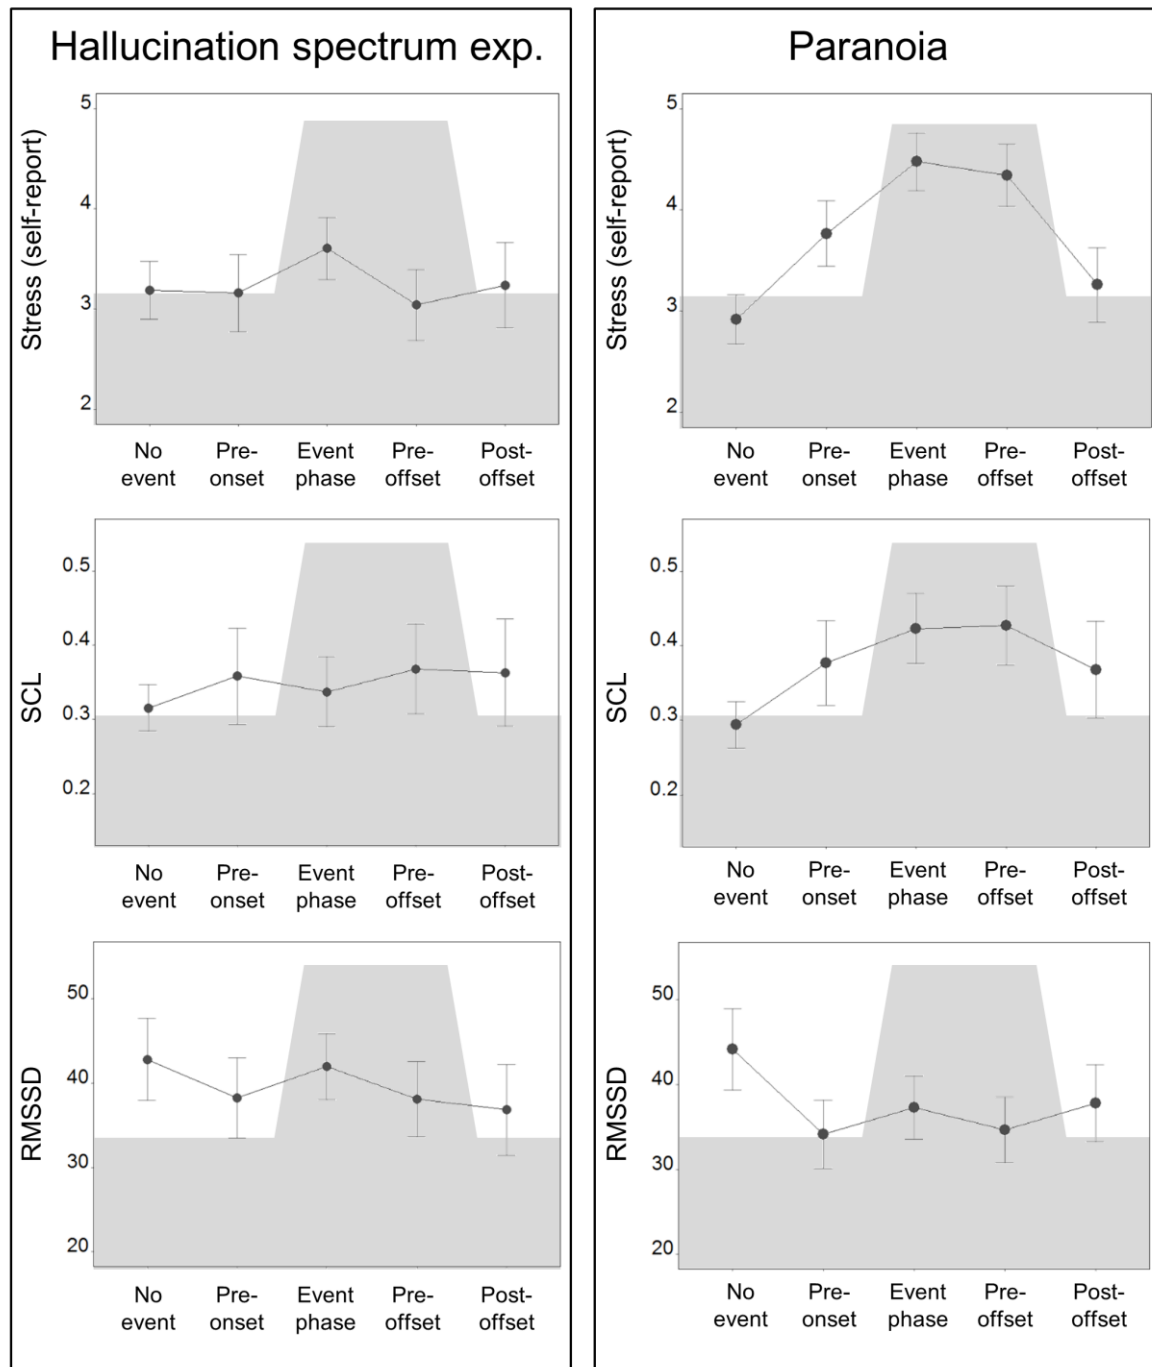 Hallucination spectrum exp.
Stress (self-report)
5
4
3
2
No event
Pre-onset
Event phase
Pre-offset
Post-offset
SCL
0.5
0.4
0.3
0.2
No event
Pre-onset
Event phase
Pre-offset
Post-offset
RMSSD
50
40
30
20
No event
Pre-onset
Event phase
Pre-offset
Post-offset
Paranoia
Stress (self-report)
5
4
3
2
No event
Pre-onset
Event phase
Pre-offset
Post-offset
SCL
0.5
0.4
0.3
0.2
No event
Pre-onset
Event phase
Pre-offset
Post-offset
RMSSD
50
40
30
20
No event
Pre-onset
Event phase
Pre-offset
Post-offset